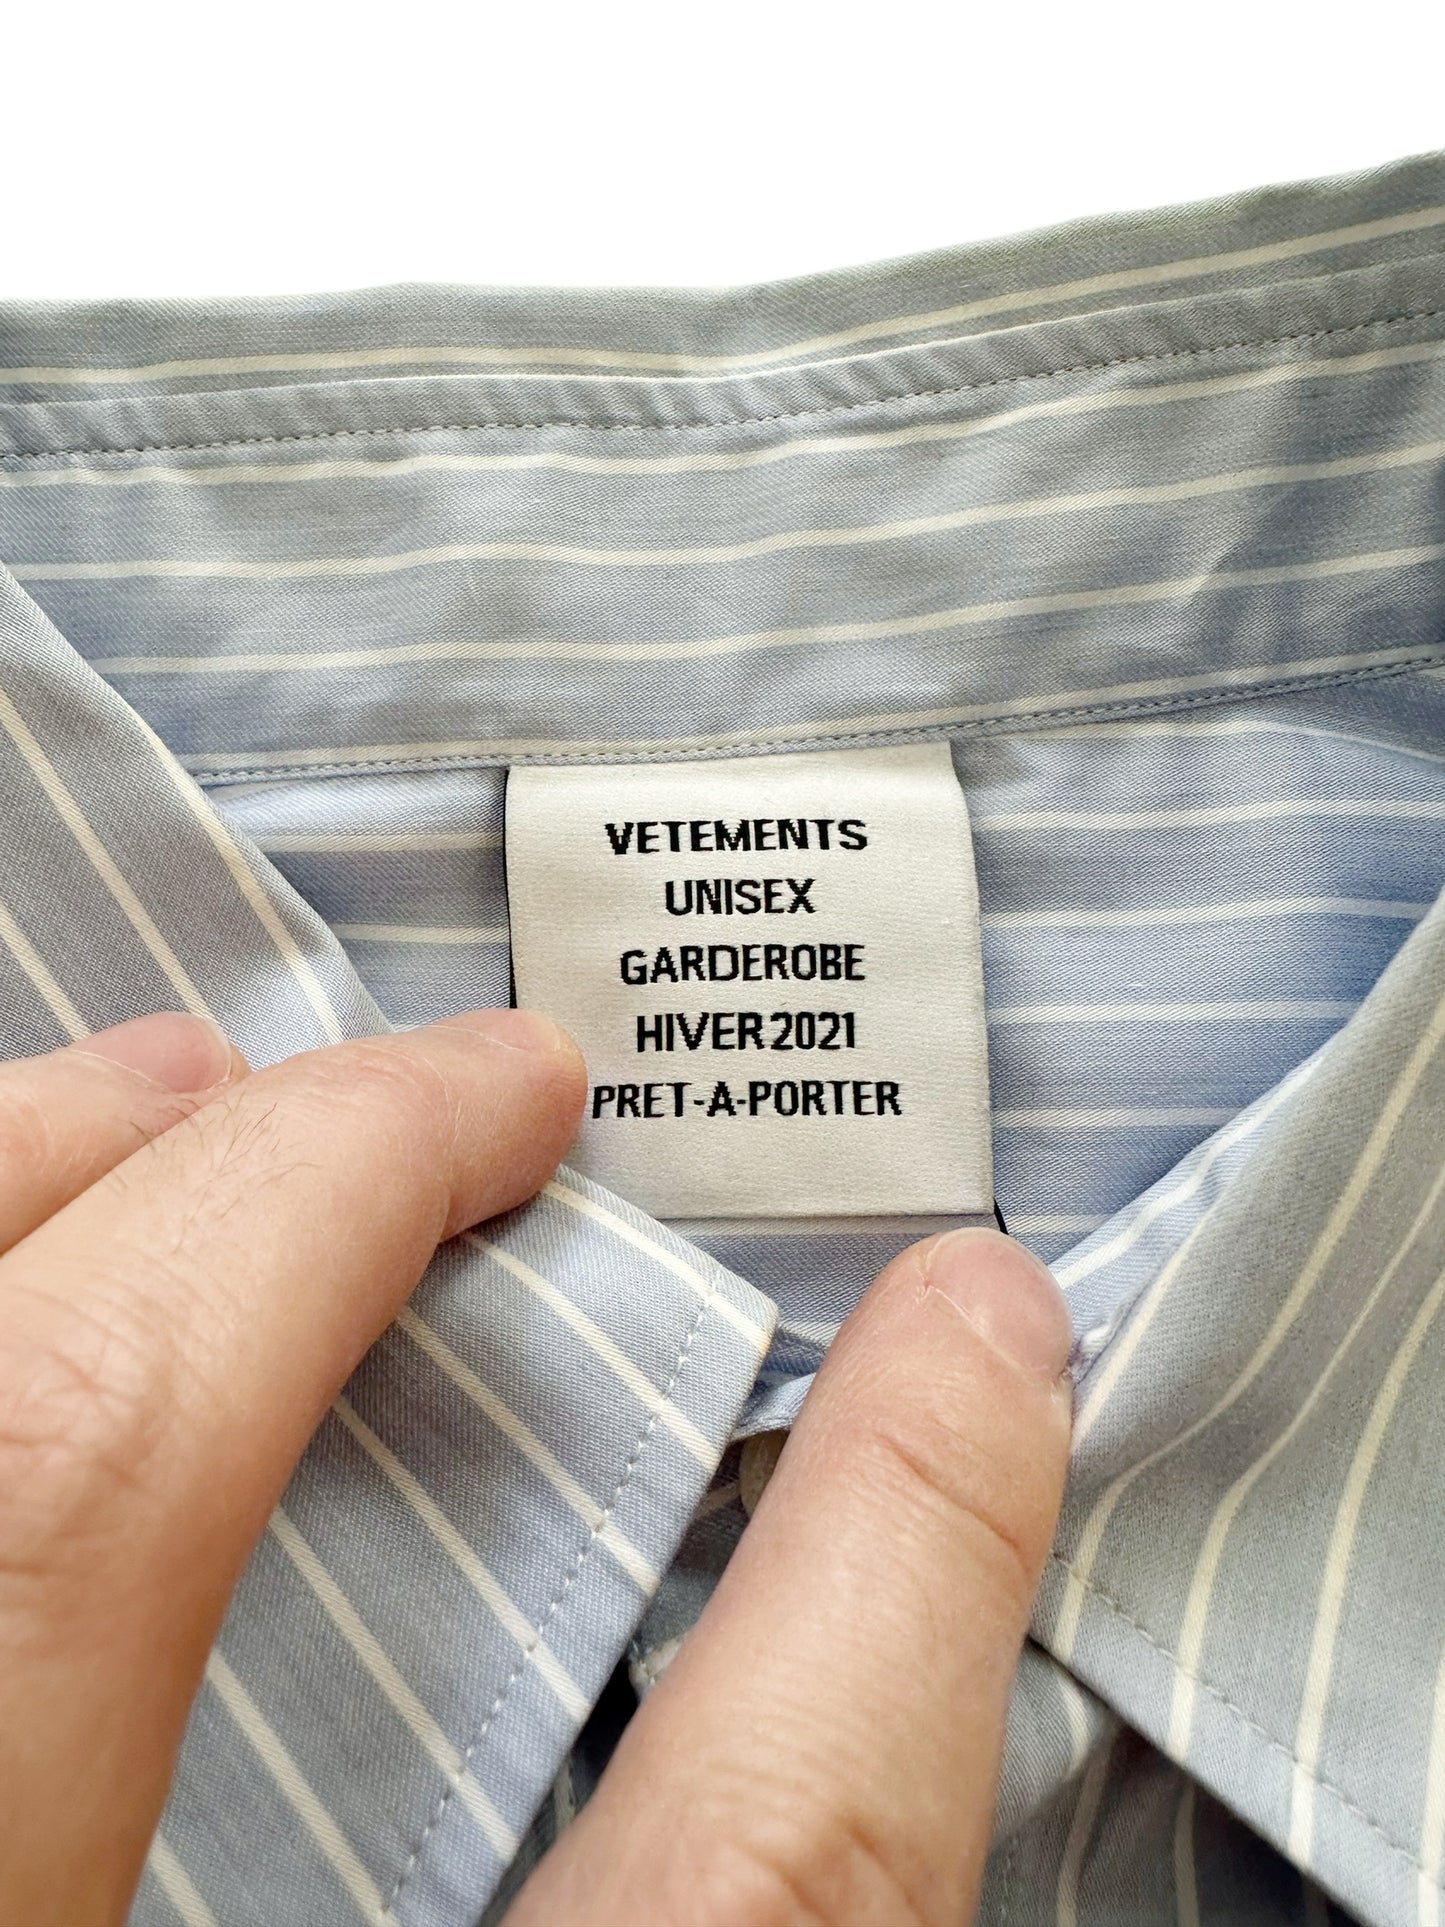 VETEMENTS
UNISEX
GARDEROBE
HIVER 2021
PRET-A-PORTER